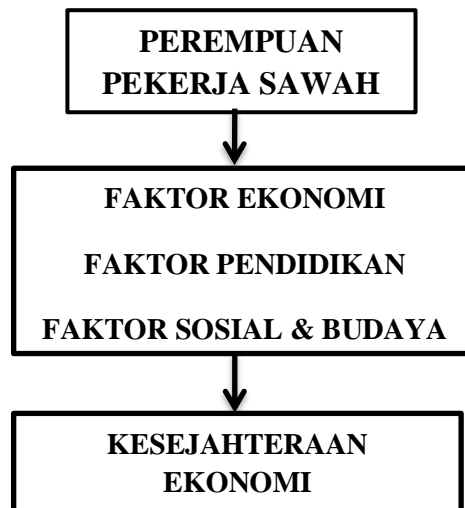 PEREMPUAN
PEKERJA SAWAH
FAKTOR EKONOMI
FAKTOR PENDIDIKAN
FAKTOR SOSIAL & BUDAYA
KESEJAHTERAAN
EKONOMI